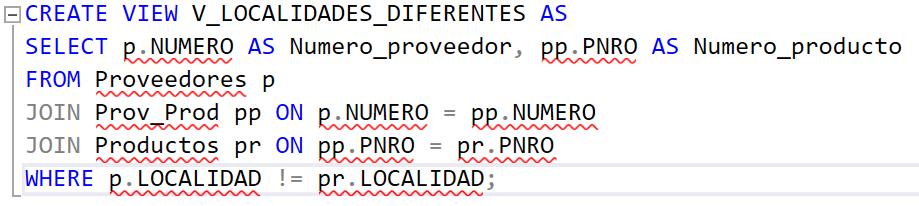 CREATE VIEW V_LOCALIDADES_DIFERENTES AS
SELECT p.NUMERO AS Numero_proveedor, pp.PNRO AS Numero_producto
FROM Proveedores p
JOIN Prov_Prod pp ON p.NUMERO = pp.NUMERO
JOIN Productos pr ON pp.PNRO = pr.PNRO
WHERE p.LOCALIDAD != pr.LOCALIDAD;